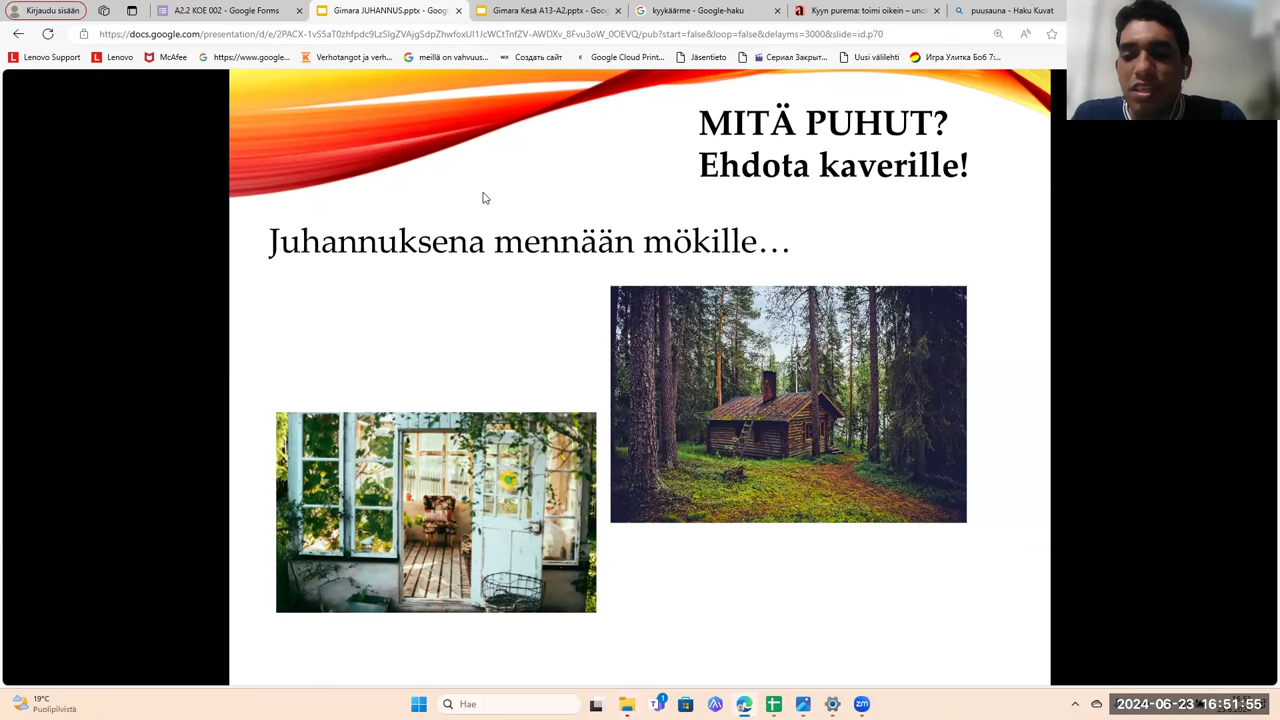 Kirjaudu sisään
A2.2 KOE 002 - Google Forms
Gimara JUHANNUS.pptx - Goog
Gimara Kesä A13-A2.pptx - Goog
kyykäärme - Google-haku
Kyyn purema: toimi oikein – uno
puusauna - Haku Kuvat
https://docs.google.com/presentation/d/e/2PACX-1vS5aT0zhfpdc9LzSlgZVAjgSdpZhwfoxUI1JcWCtTnfZV-AWDXv_8Fvu3oW_0OEVQ/pub?start=false&loop=false&delayms=3000&slide=id.p70
Lenovo Support
Lenovo
McAfee
https://www.google...
Verhotangot ja verh...
meillä on vahvuus...
Создать сайт
Google Cloud Print...
Jäsentieto
Сериал Закрыт...
Uusi välilehti
Игра Улитка Боб 7:...
MITÄ PUHUT?
Ehdota kaverille!
Juhannuksena mennään mökille…
19°C
Puolipilvistä
Hae
2024-06-23 16:51:55